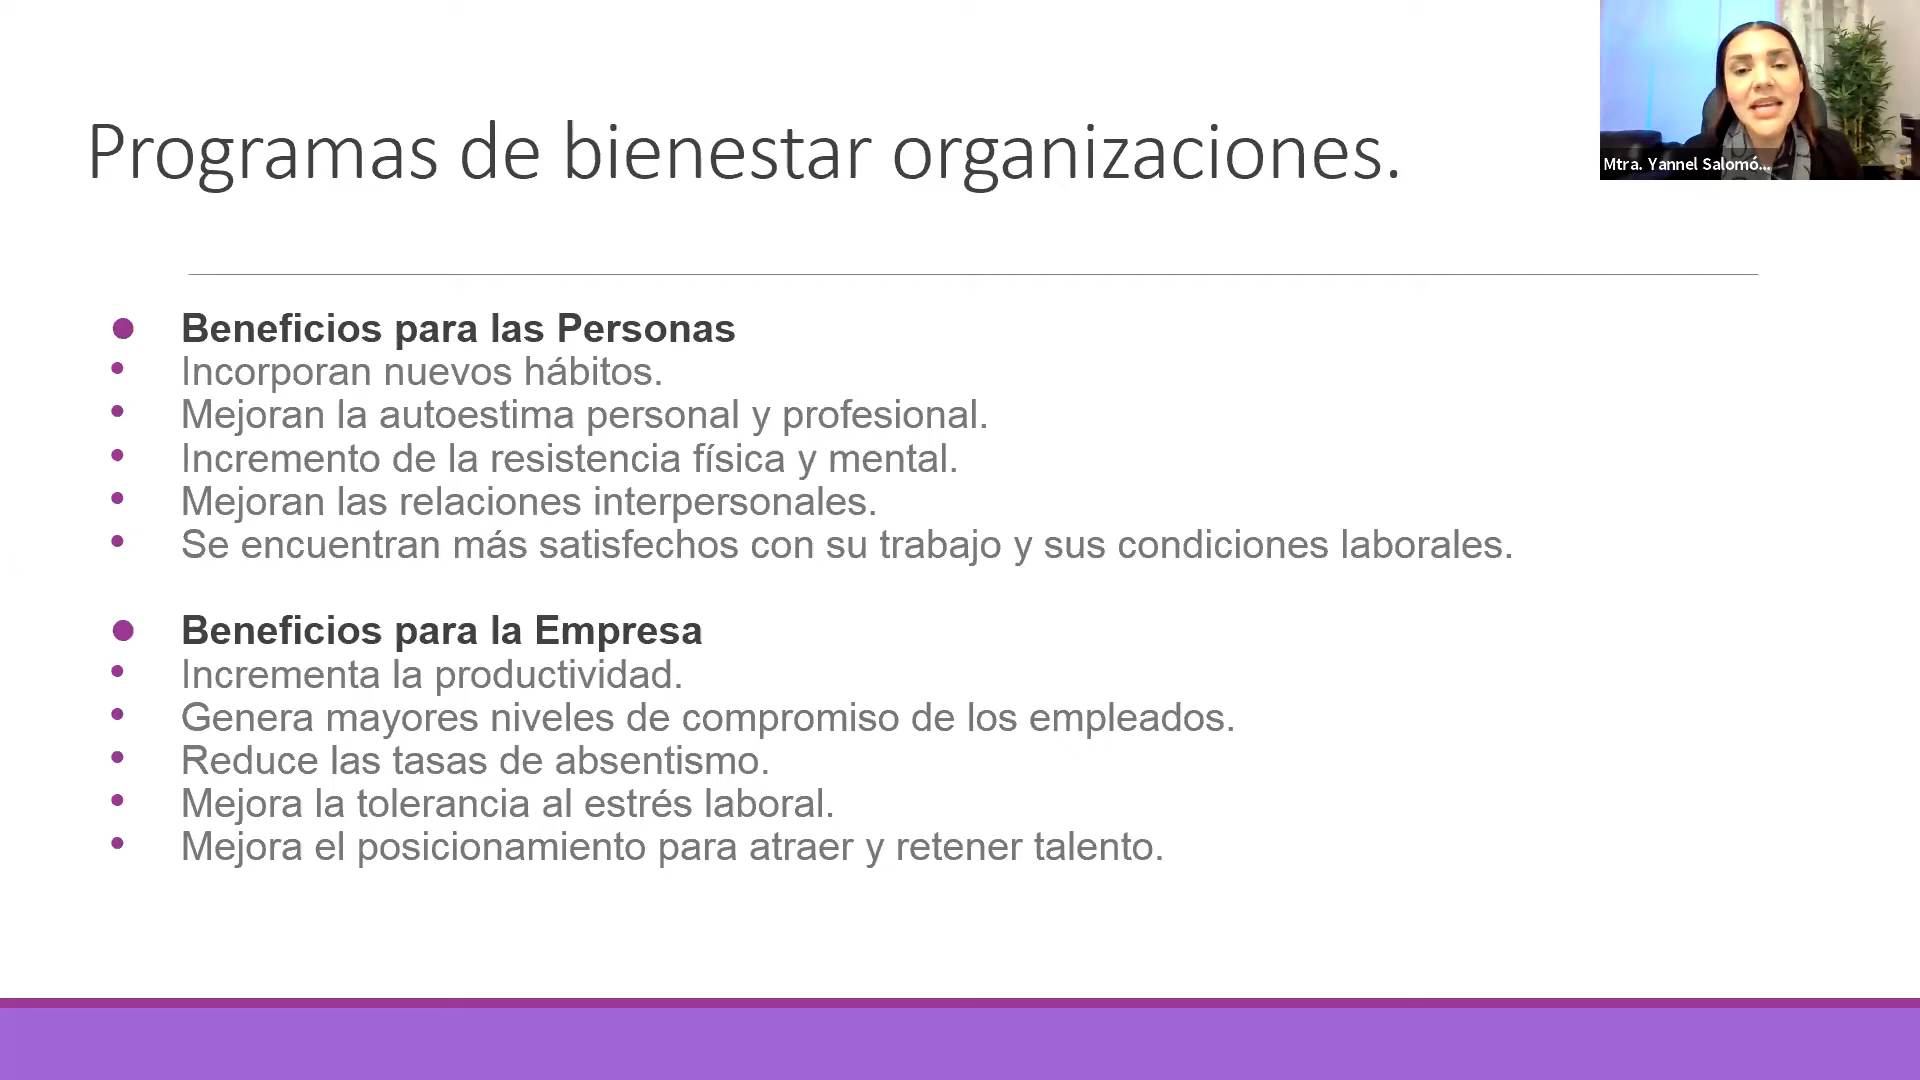 Programas de bienestar organizaciones.
Mtra. Yannel Salomó...
Beneficios para las Personas
Incorporan nuevos hábitos.
Mejoran la autoestima personal y profesional.
Incremento de la resistencia física y mental.
Mejoran las relaciones interpersonales.
Se encuentran más satisfechos con su trabajo y sus condiciones laborales.
Beneficios para la Empresa
Incrementa la productividad.
Genera mayores niveles de compromiso de los empleados.
Reduce las tasas de absentismo.
Mejora la tolerancia al estrés laboral.
Mejora el posicionamiento para atraer y retener talento.